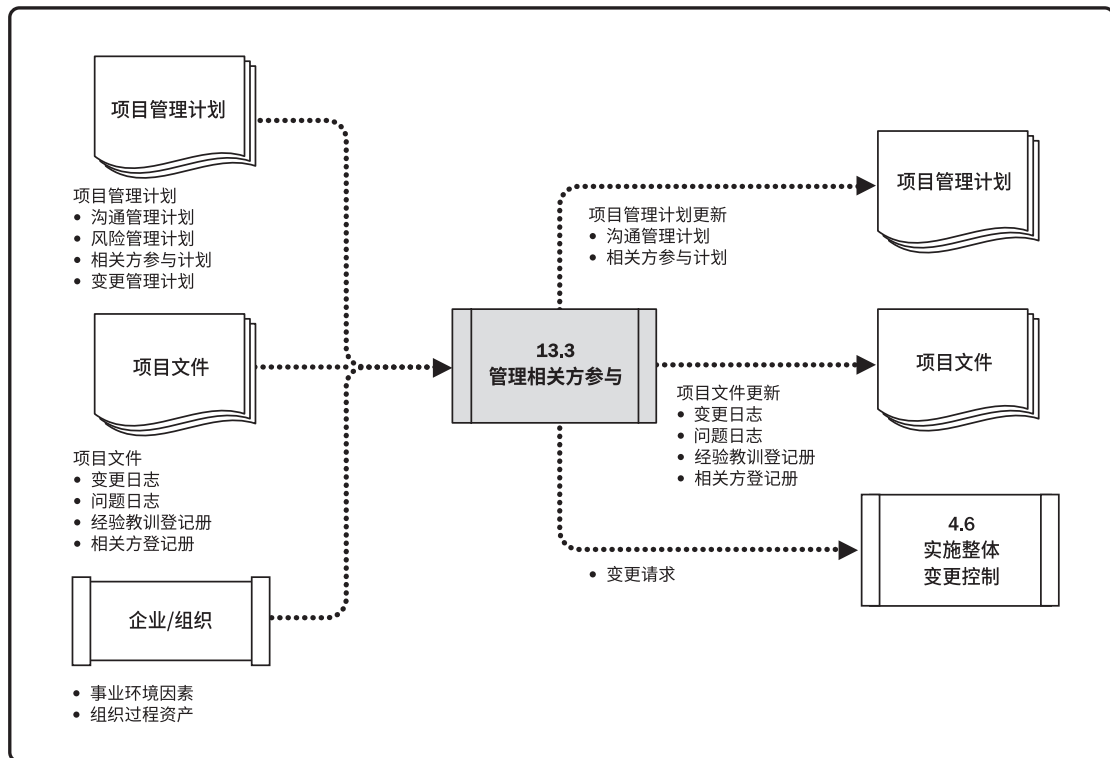 项目管理计划
项目管理计划
• 沟通管理计划
• 风险管理计划
• 相关方参与计划
• 变更管理计划
项目文件
项目文件
• 变更日志
• 问题日志
• 经验教训登记册
• 相关方登记册
企业/组织
• 事业环境因素
• 组织过程资产
13.3
管理相关方参与
项目管理计划更新
• 沟通管理计划
• 相关方参与计划
项目管理计划
项目文件更新
• 变更日志
• 问题日志
• 经验教训登记册
• 相关方登记册
项目文件
• 变更请求
4.6
实施整体
变更控制